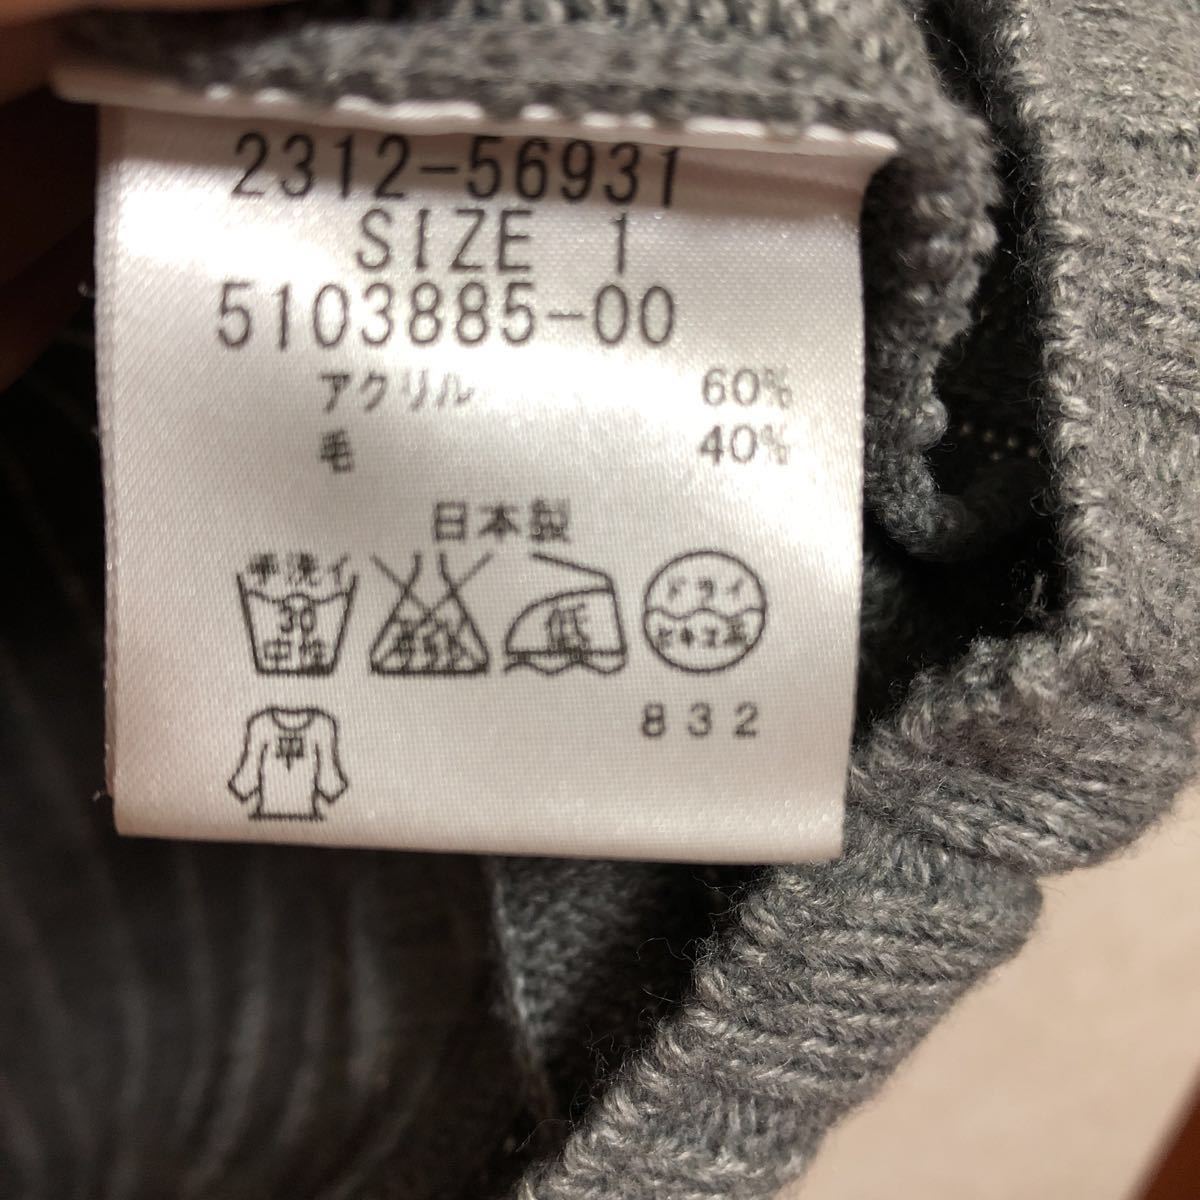 2312-56931
SIZE 1
5103885-00
アクリル 60%
毛 40%
日本製
手洗イ
30
中性
低
ドライ
セキユ系
832
平